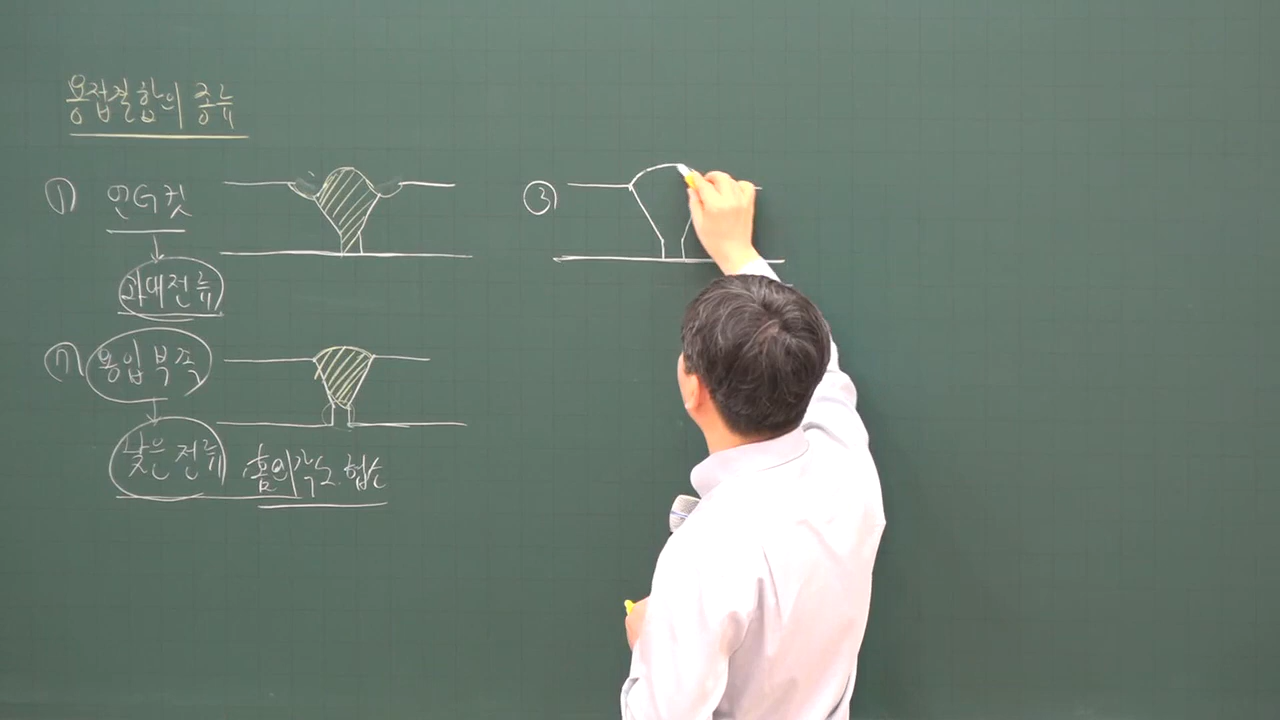 용접결함의 종류
① 언더컷
과대전류
② 용입부족
낮은전류, 홈의각도 협소
③